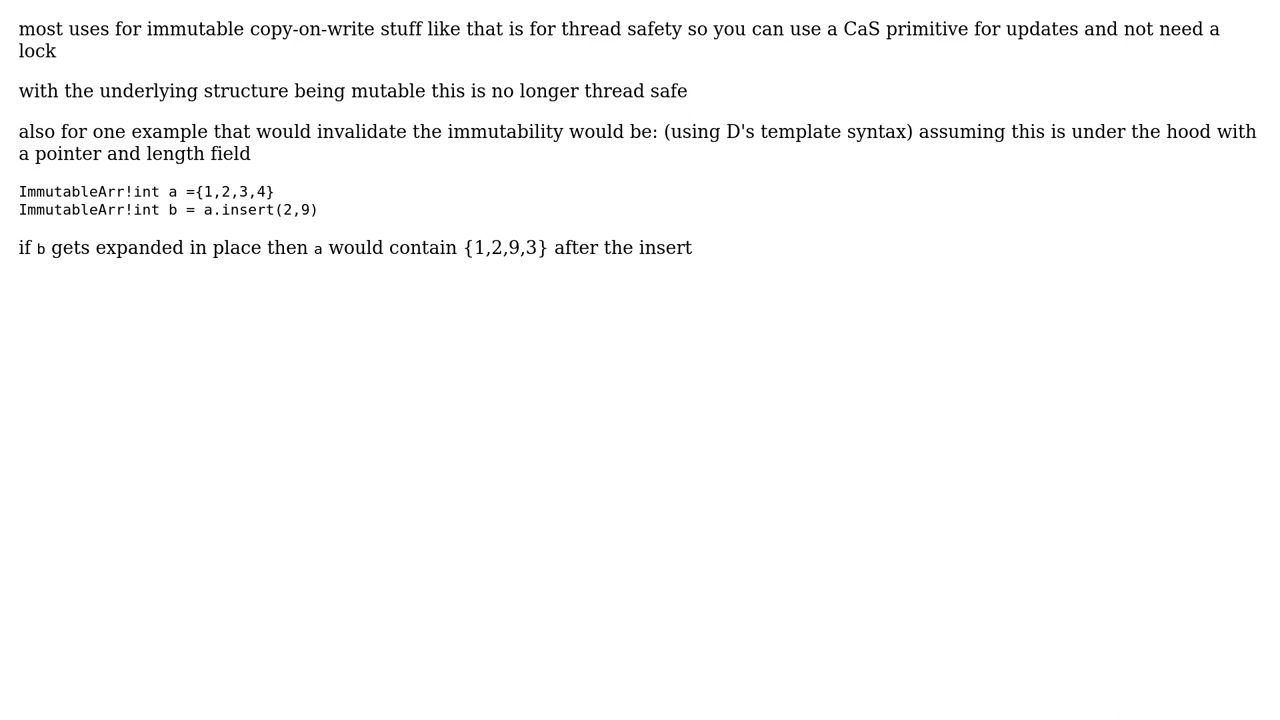 most uses for immutable copy-on-write stuff like that is for thread safety so you can use a CaS primitive for updates and not need a
lock
with the underlying structure being mutable this is no longer thread safe
also for one example that would invalidate the immutability would be: (using D's template syntax) assuming this is under the hood with
a pointer and length field
ImmutableArr!int a ={1,2,3,4}
ImmutableArr!int b = a.insert(2,9)
if b gets expanded in place then a would contain {1,2,9,3} after the insert